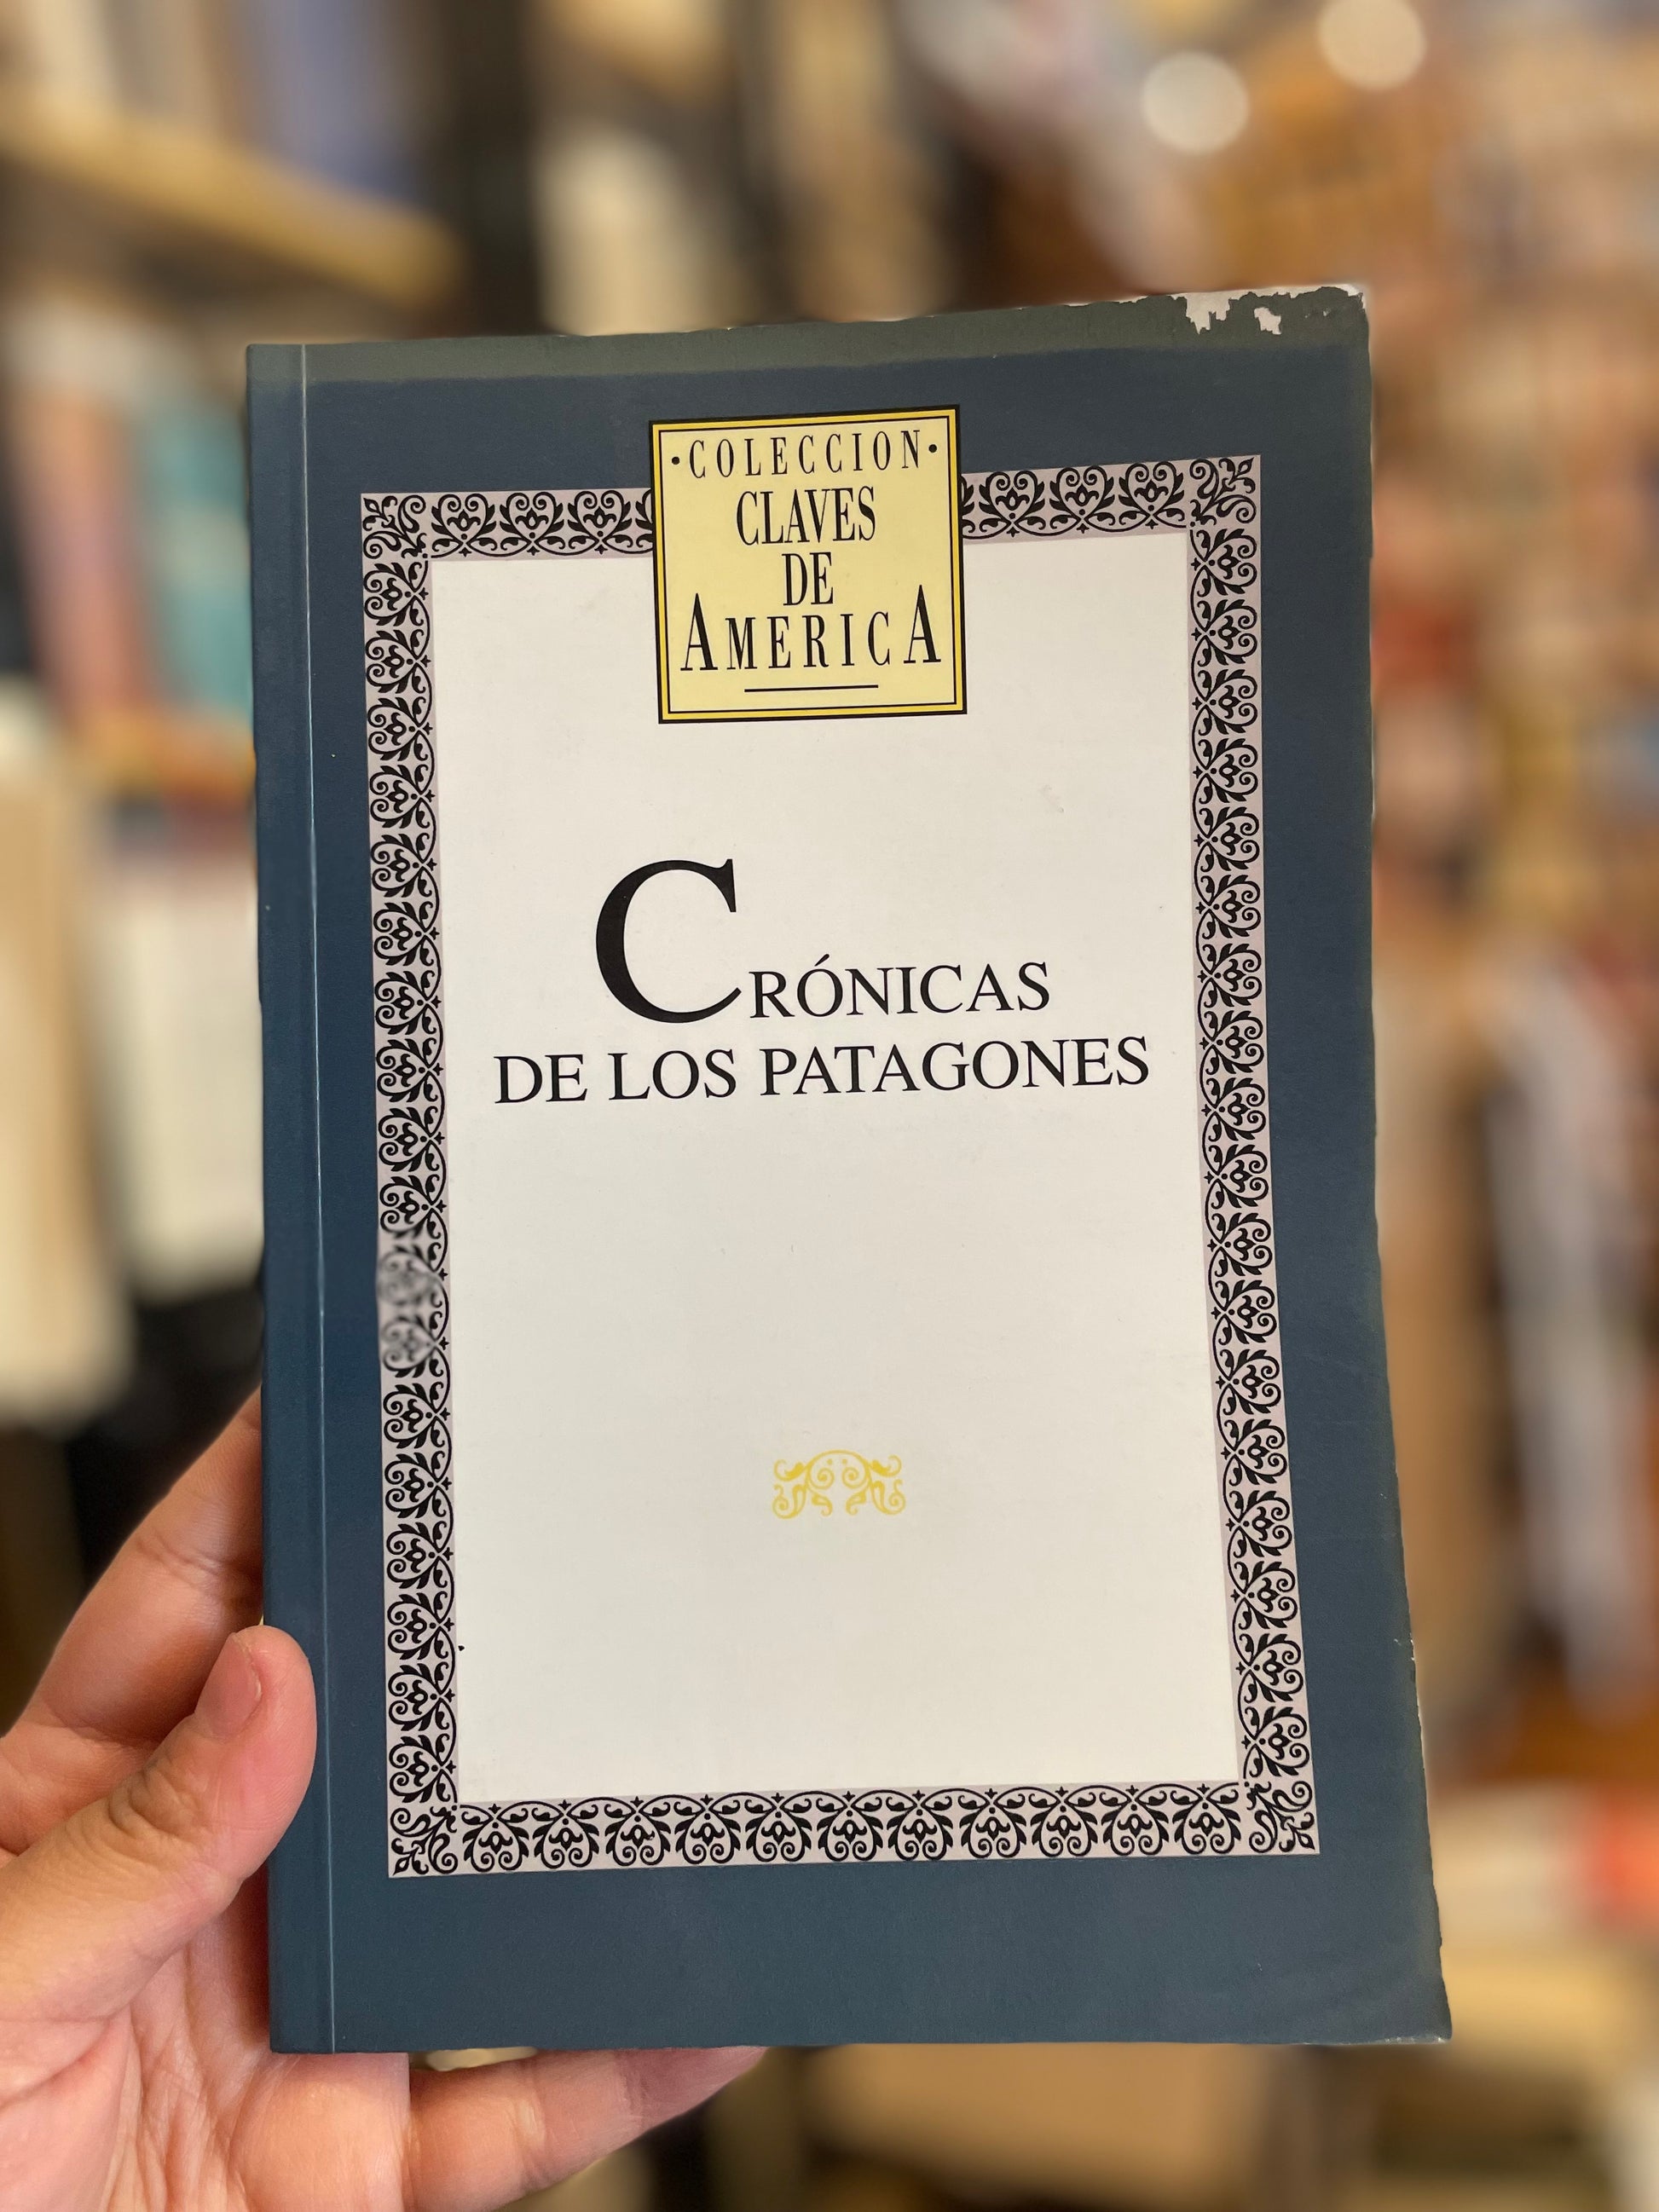 ·COLECCION·
CLAVES
DE
AMERICA
CRÓNICAS
DE LOS PATAGONES